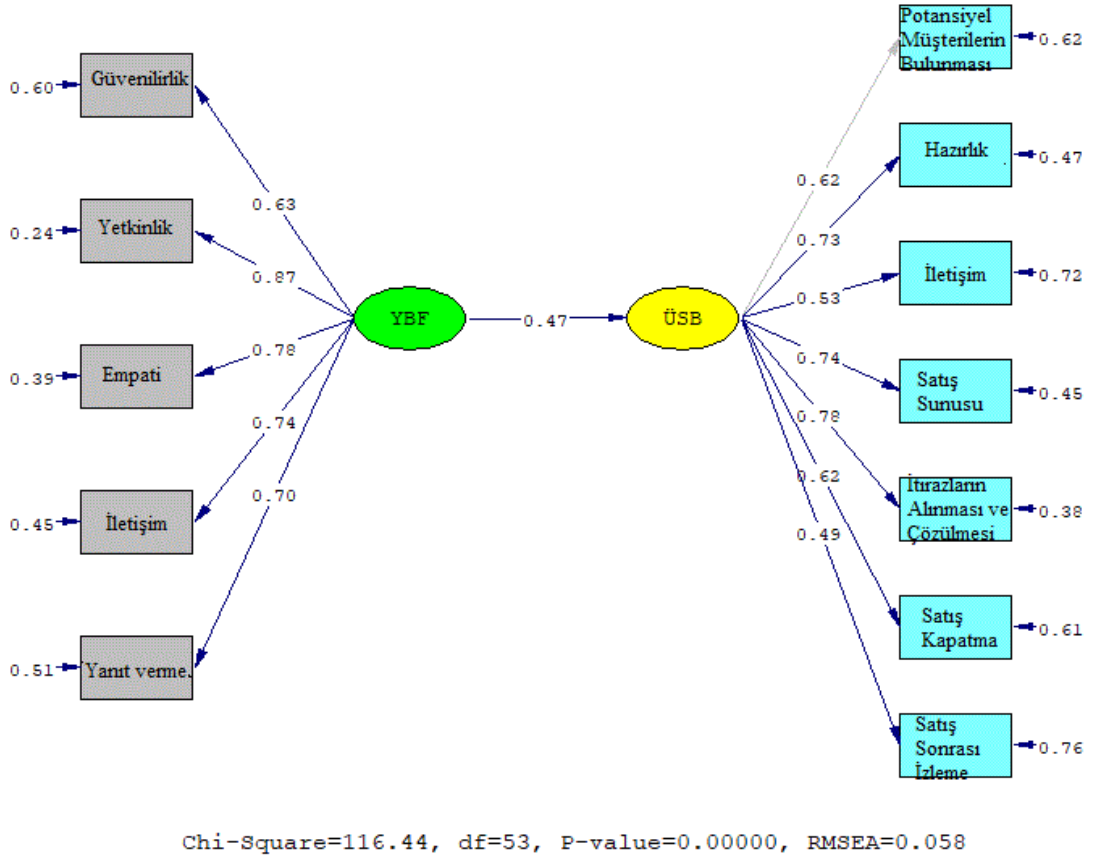 0.60
Güvenilirlik
0.24
Yetkinlik
0.39
Empati
0.45
İletişim
0.51
Yanıt verme.
0.63
0.87
0.78
0.74
0.70
YBF
0.47
ÜSB
0.62
0.73
0.53
0.74
0.78
0.62
0.49
Potansiyel
Müşterilerin
Bulunması
0.62
Hazırlık
0.47
İletişim
0.72
Satış
Sunusu
0.45
İtirazların
Alınması ve
Çözülmesi
0.38
Satış
Kapatma
0.61
Satış
Sonrası
İzleme
0.76
Chi-Square=116.44, df=53, P-value=0.00000, RMSEA=0.058